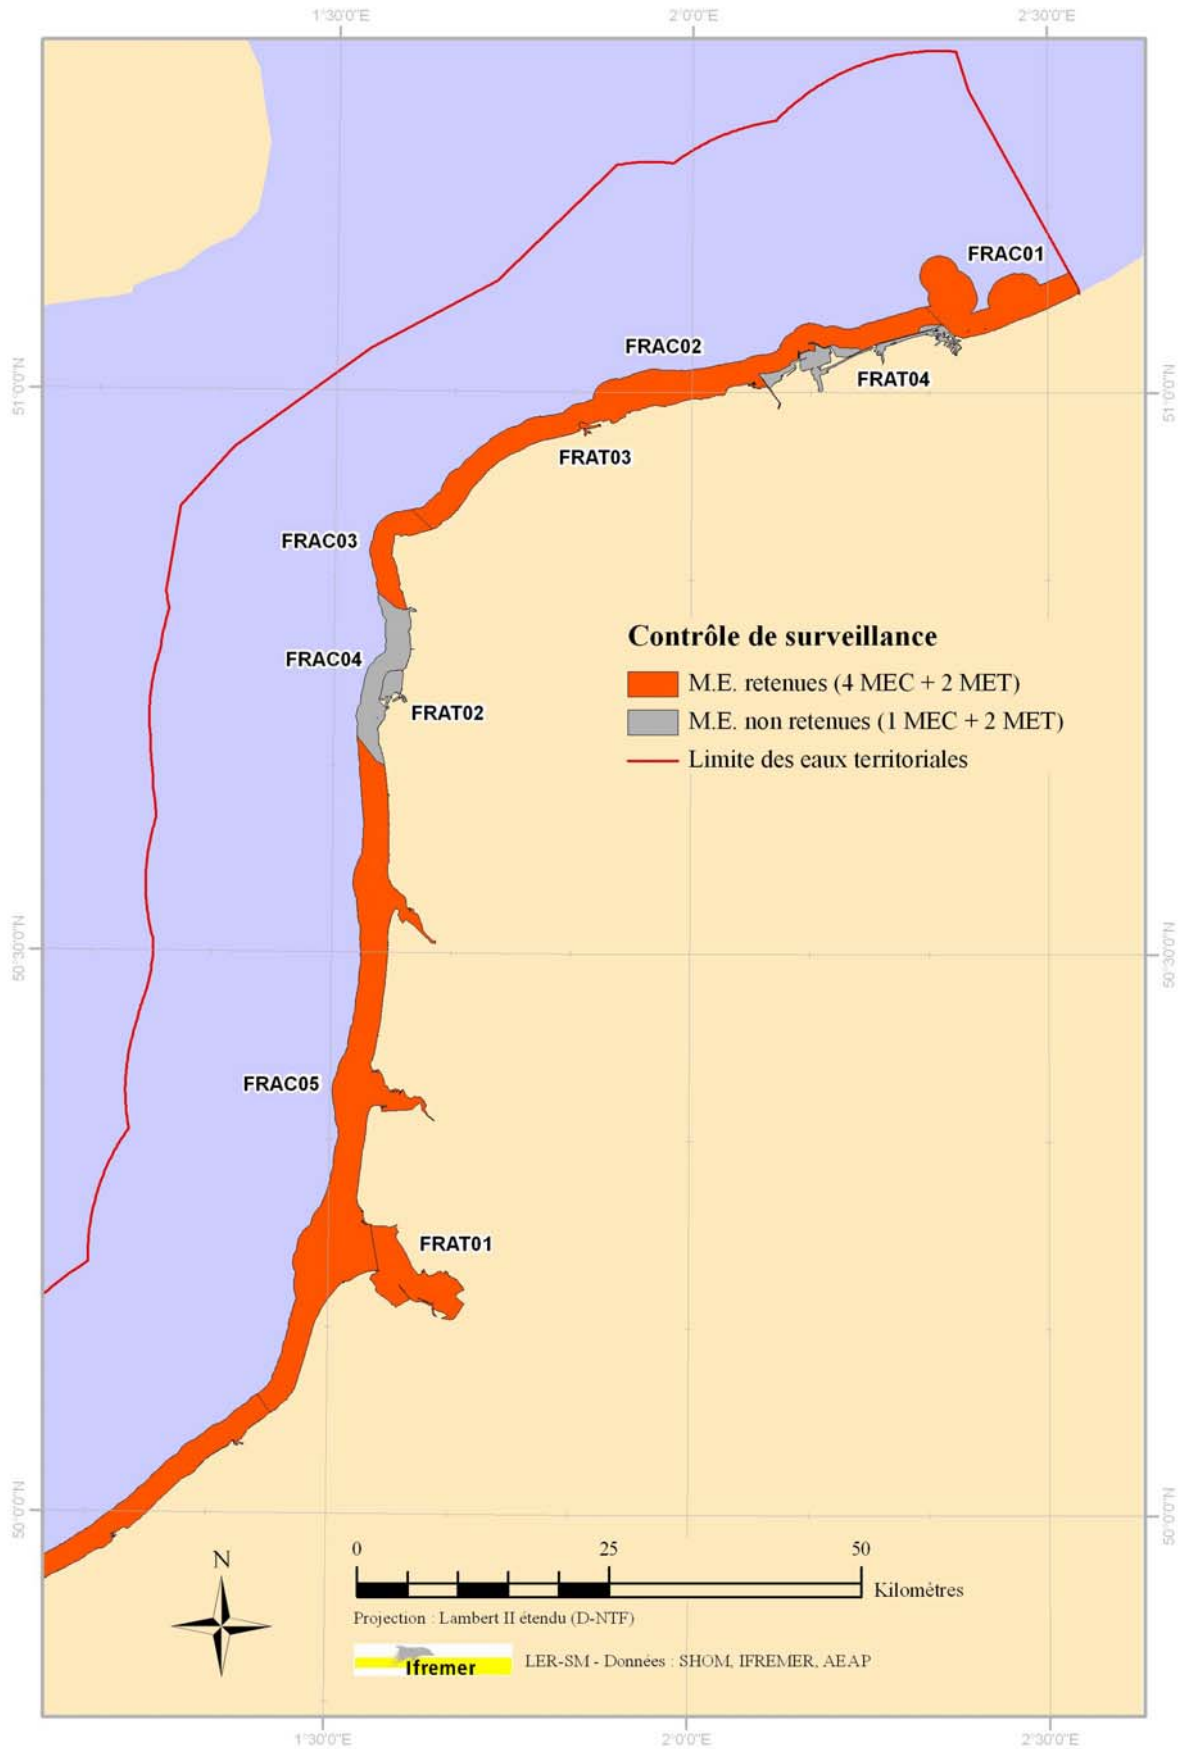 1°30'0"E
2°0'0"E
2°30'0"E
FRAC01
FRAC02
FRAT04
51°0'0"N
51°0'0"N
FRAT03
FRAC03
Contrôle de surveillance
FRAC04
M.E. retenues (4 MEC + 2 MET)
FRAT02
M.E. non retenues (1 MEC + 2 MET)
Limite des eaux territoriales
50°30'0"N
50°30'0"N
FRAC05
FRAT01
50°0'0"N
50°0'0"N
0
25
50
N
Kilomètres
Projection : Lambert II étendu (D-NTF)
Ifremer
LER-SM - Données : SHOM, IFREMER, AEAP
1°30'0"E
2°0'0"E
2°30'0"E